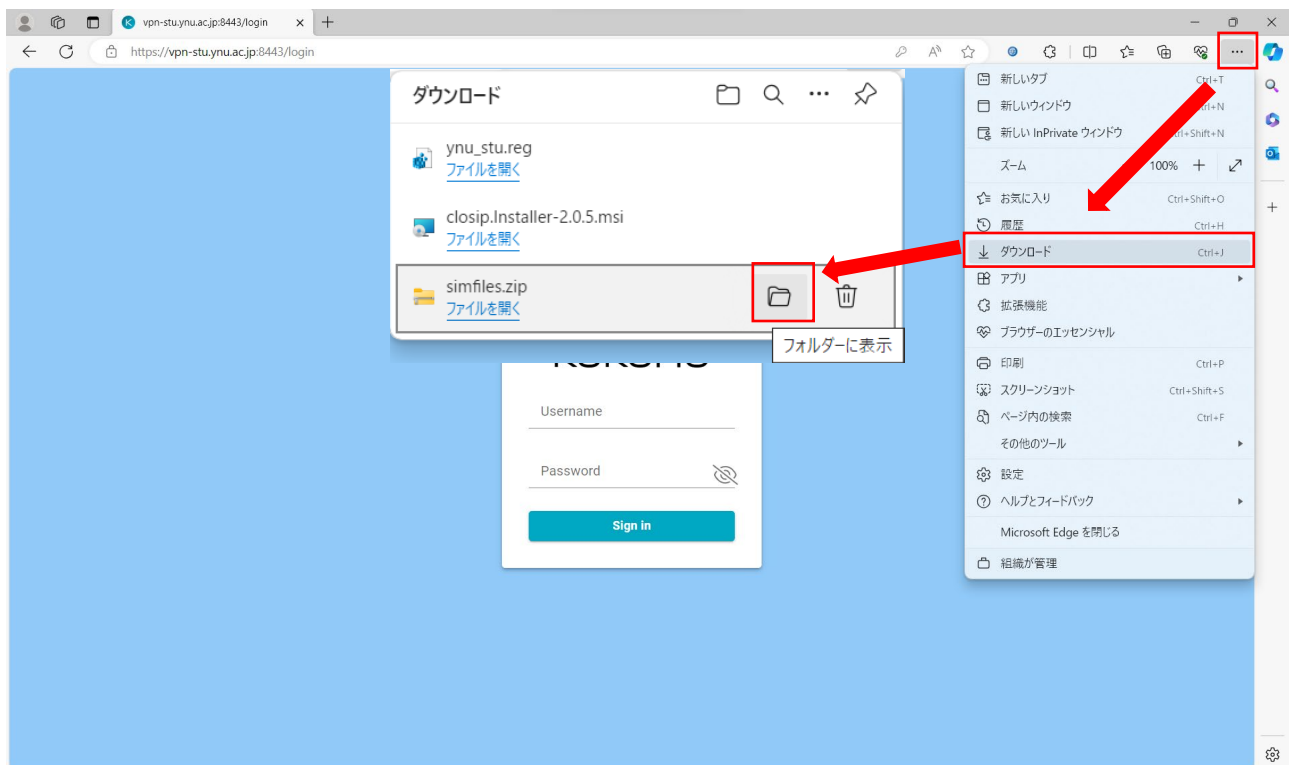 vpn-stu.ynu.ac.jp:8443/login
https://vpn-stu.ynu.ac.jp:8443/login
ダウンロード
ynu_stu.reg
ファイルを開く
closip.Installer-2.0.5.msi
ファイルを開く
simfiles.zip
ファイルを開く
フォルダーに表示
Username
Password
Sign in
新しいタブ Ctrl+T
新しいウィンドウ Ctrl+N
新しい InPrivate ウィンドウ Ctrl+Shift+N
ズーム 100%
お気に入り Ctrl+Shift+O
履歴 Ctrl+H
ダウンロード Ctrl+J
アプリ
拡張機能
ブラウザーのエッセンシャル
印刷 Ctrl+P
スクリーンショット Ctrl+Shift+S
ページ内の検索 Ctrl+F
その他のツール
設定
ヘルプとフィードバック
Microsoft Edge を閉じる
組織が管理